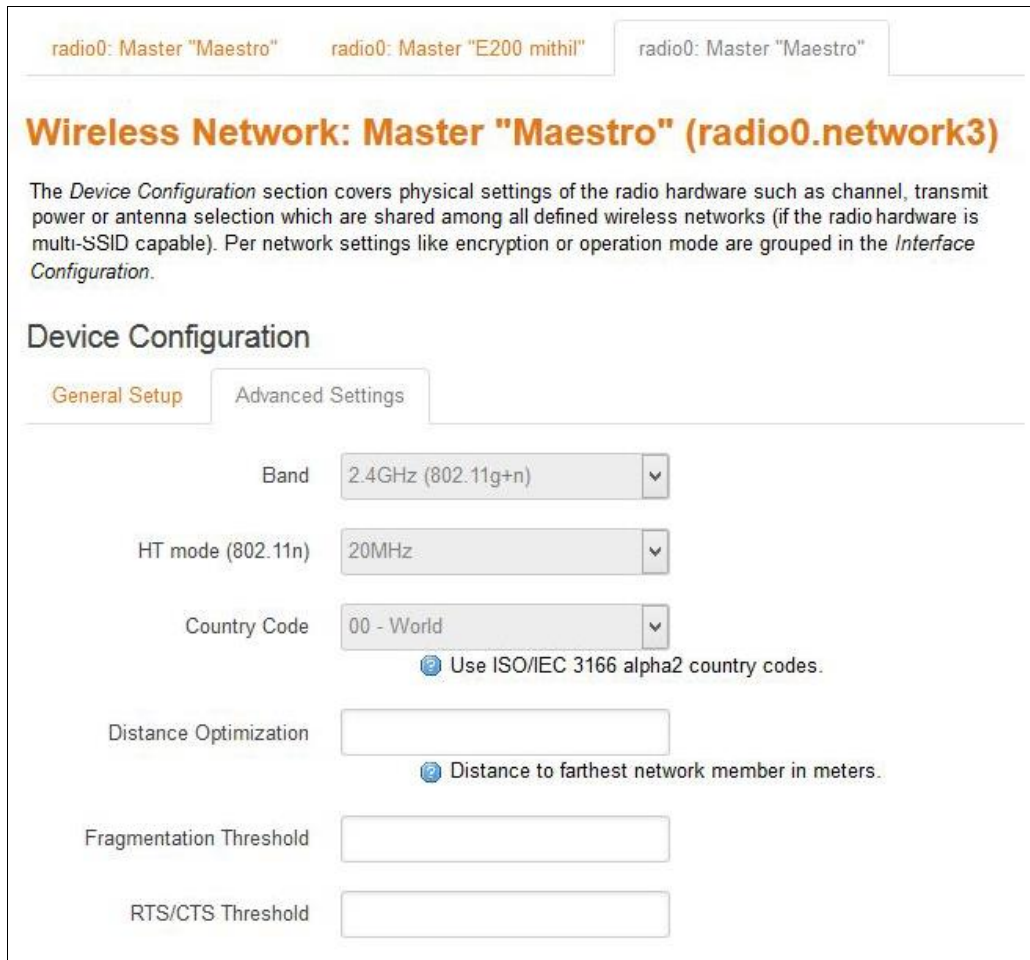 radio0: Master "Maestro" radio0: Master "E200 mithil" radio0: Master "Maestro"
Wireless Network: Master "Maestro" (radio0.network3)
The Device Configuration section covers physical settings of the radio hardware such as channel, transmit
power or antenna selection which are shared among all defined wireless networks (if the radio hardware is
multi-SSID capable). Per network settings like encryption or operation mode are grouped in the Interface
Configuration.
Device Configuration
General Setup Advanced Settings
Band 2.4GHz (802.11g+n)
HT mode (802.11n) 20MHz
Country Code 00 - World
Use ISO/IEC 3166 alpha2 country codes.
Distance Optimization
Distance to farthest network member in meters.
Fragmentation Threshold
RTS/CTS Threshold